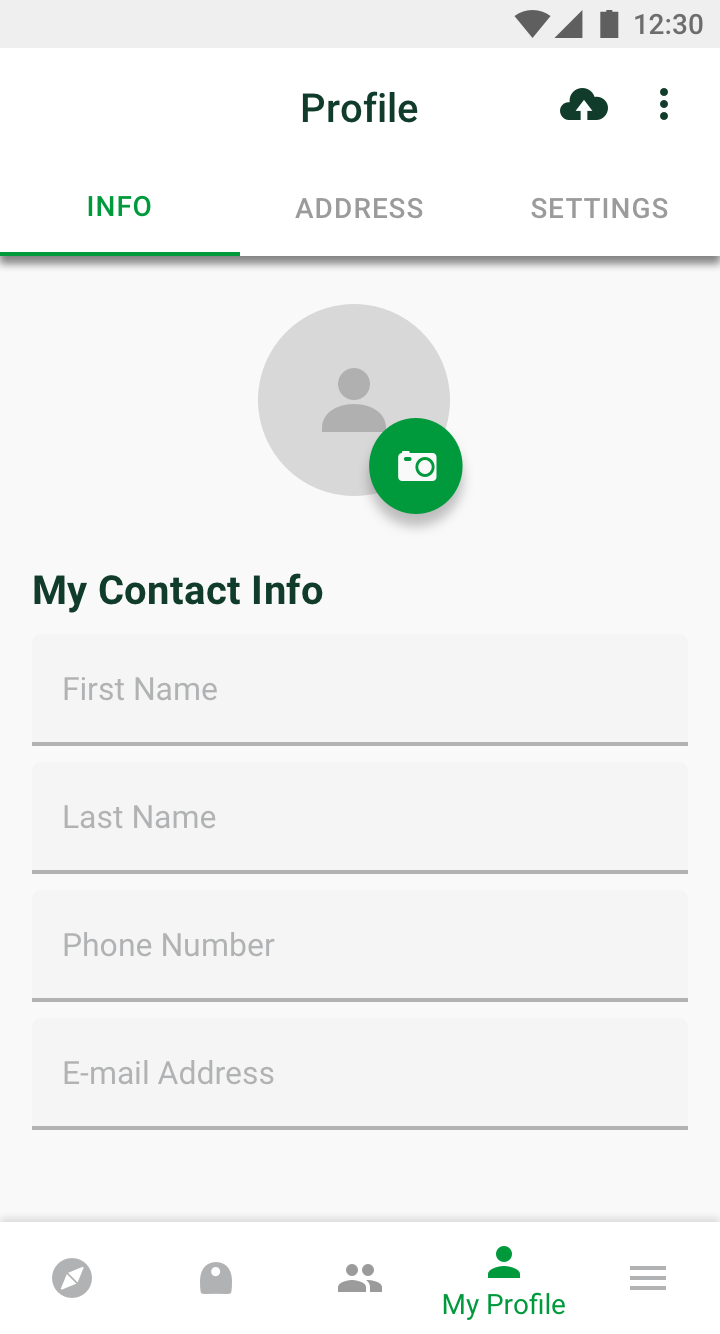 12:30
Profile
INFO ADDRESS SETTINGS
My Contact Info
First Name
Last Name
Phone Number
E-mail Address
My Profile